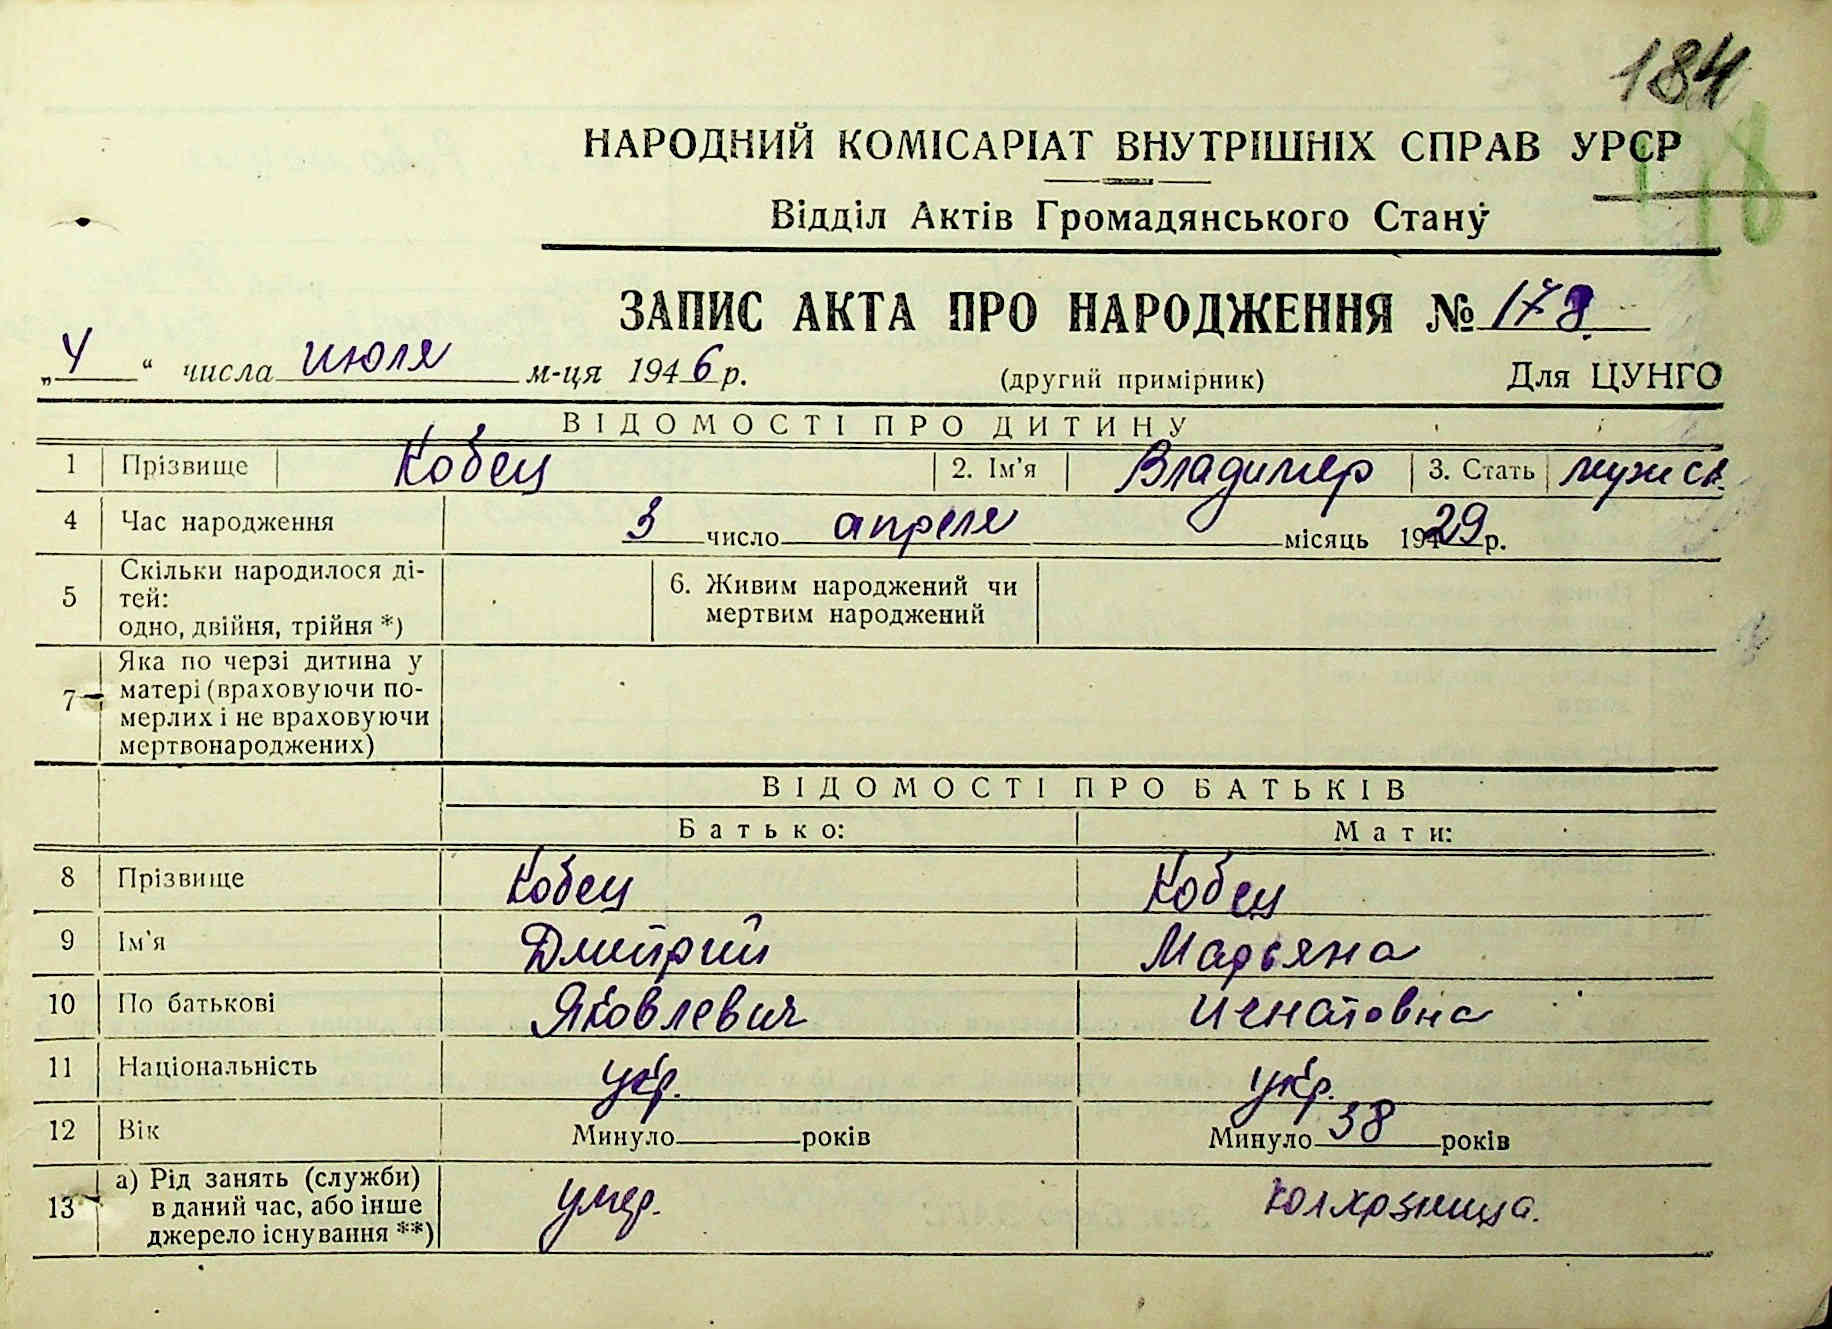 184
НАРОДНИЙ КОМІСАРІАТ ВНУТРІШНІХ СПРАВ УРСР
Відділ Актів Громадянського Стану
ЗАПИС АКТА ПРО НАРОДЖЕННЯ № 178
„4“ числа июля м-ця 1946 р. (другий примірник) Для ЦУНГО
ВІДОМОСТІ ПРО ДИТИНУ
1 Прізвище Кобец 2. Ім'я Владимер 3. Стать мужск.
4 Час народження 3 число апреля місяць 1929 р.
5 Скільки народилося ді-
тей:
одно, двійня, трійня *)
6. Живим народжений чи
мертвим народжений
7 Яка по черзі дитина у
матері (враховуючи по-
мерлих і не враховуючи
мертвонароджених)
ВІДОМОСТІ ПРО БАТЬКІВ
Батько: Мати:
8 Прізвище Кобец Кобец
9 Ім'я Дмитрий Марьяна
10 По батькові Яковлевич Игнатовна
11 Національність укр. укр.
12 Вік Минуло років Минуло 38 років
13 а) Рід занять (служби)
в даний час, або інше
джерело існування **)
умер. колхозница.